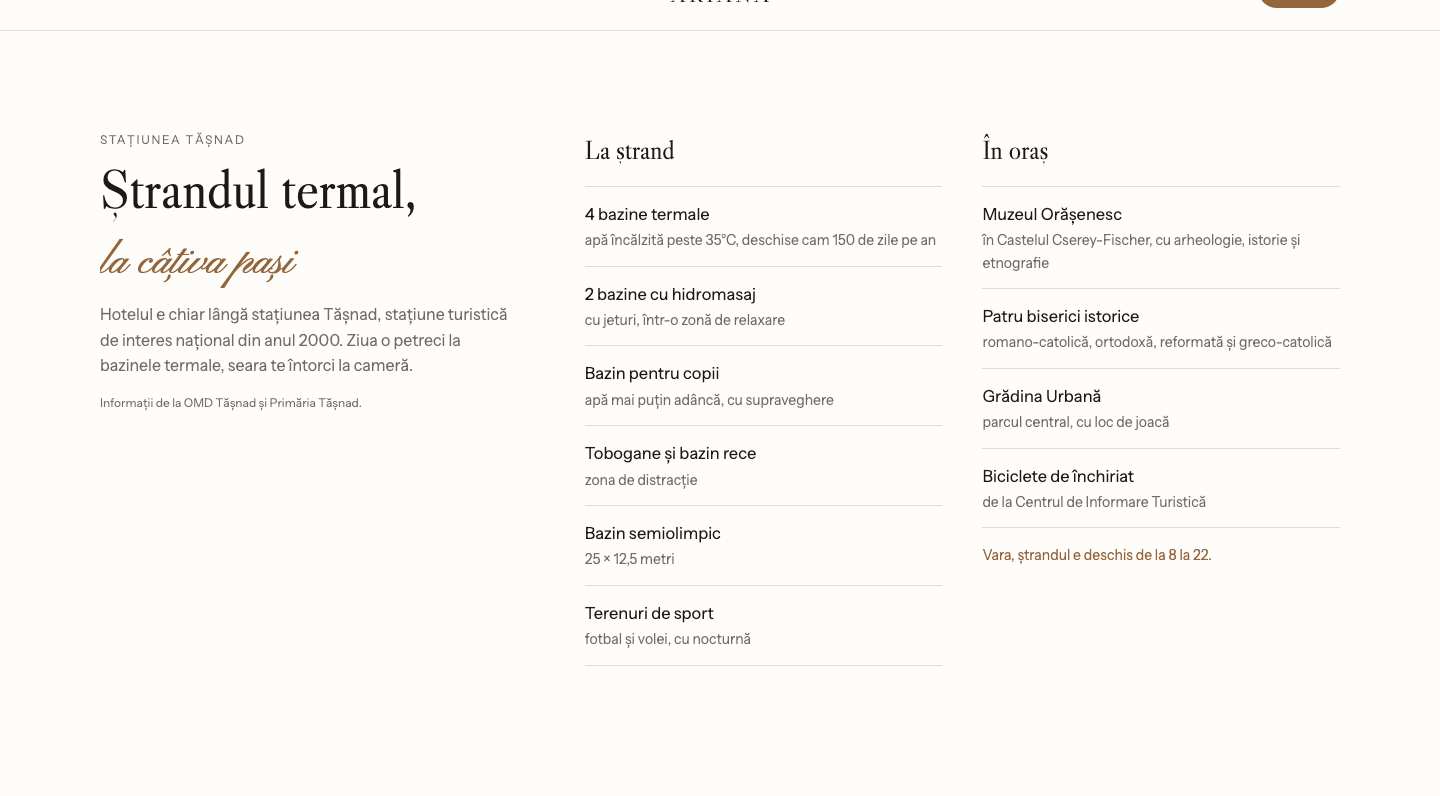 STAȚIUNEA TĂȘNAD
Ștrandul termal,
la câțiva pași
Hotelul e chiar lângă stațiunea Tășnad, stațiune turistică
de interes național din anul 2000. Ziua o petreci la
bazinele termale, seara te întorci la cameră.
Informații de la OMD Tășnad și Primăria Tășnad.
La ștrand
4 bazine termale
apă încălzită peste 35°C, deschise cam 150 de zile pe an
2 bazine cu hidromasaj
cu jeturi, într-o zonă de relaxare
Bazin pentru copii
apă mai puțin adâncă, cu supraveghere
Tobogane și bazin rece
zona de distracție
Bazin semiolimpic
25 × 12,5 metri
Terenuri de sport
fotbal și volei, cu nocturnă
În oraș
Muzeul Orășenesc
în Castelul Cserey-Fischer, cu arheologie, istorie și
etnografie
Patru biserici istorice
romano-catolică, ortodoxă, reformată și greco-catolică
Grădina Urbană
parcul central, cu loc de joacă
Biciclete de închiriat
de la Centrul de Informare Turistică
Vara, ștrandul e deschis de la 8 la 22.